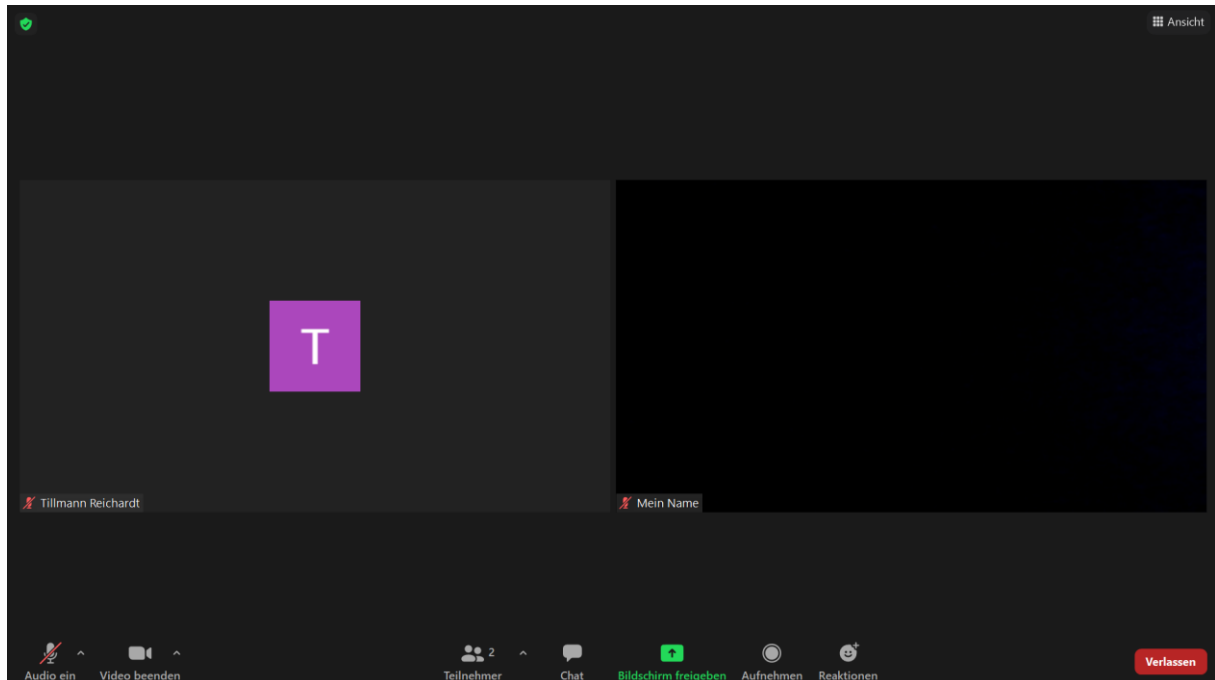 Ansicht
T
Tillmann Reichardt
Mein Name
Audio ein
Video beenden
2
Teilnehmer
Chat
Bildschirm freigeben
Aufnehmen
Reaktionen
Verlassen